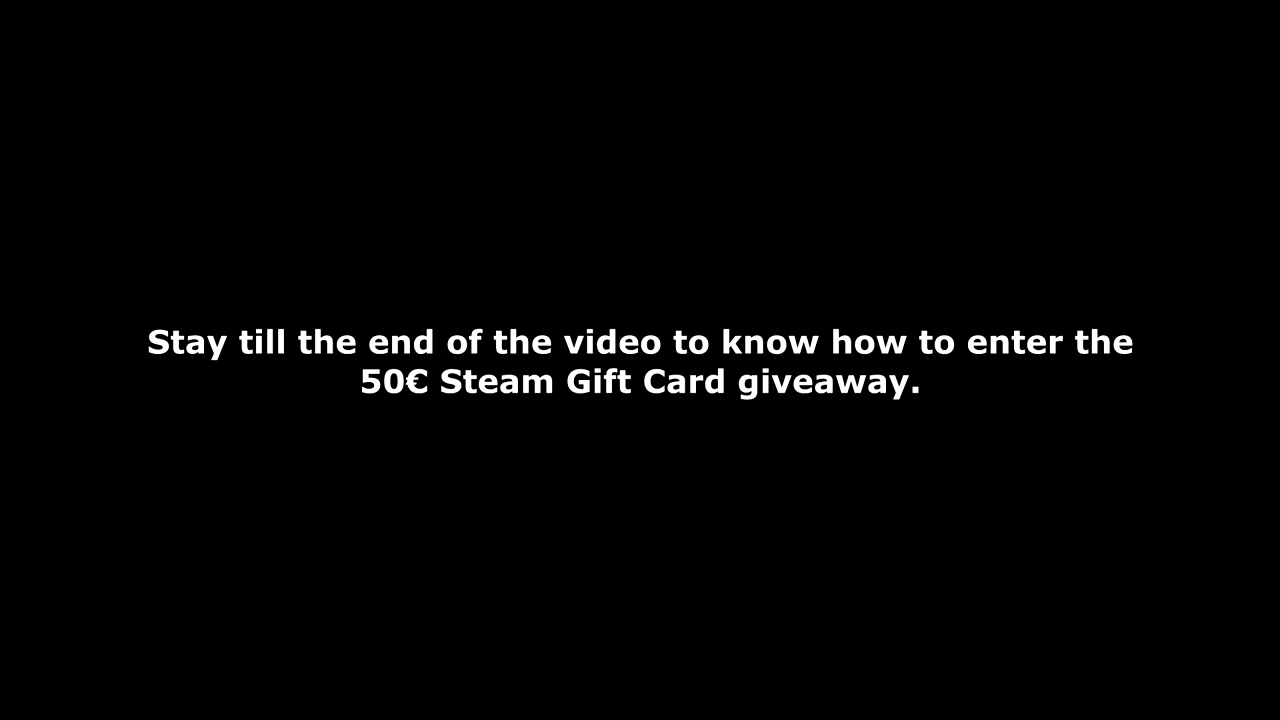 Stay till the end of the video to know how to enter the
50€ Steam Gift Card giveaway.